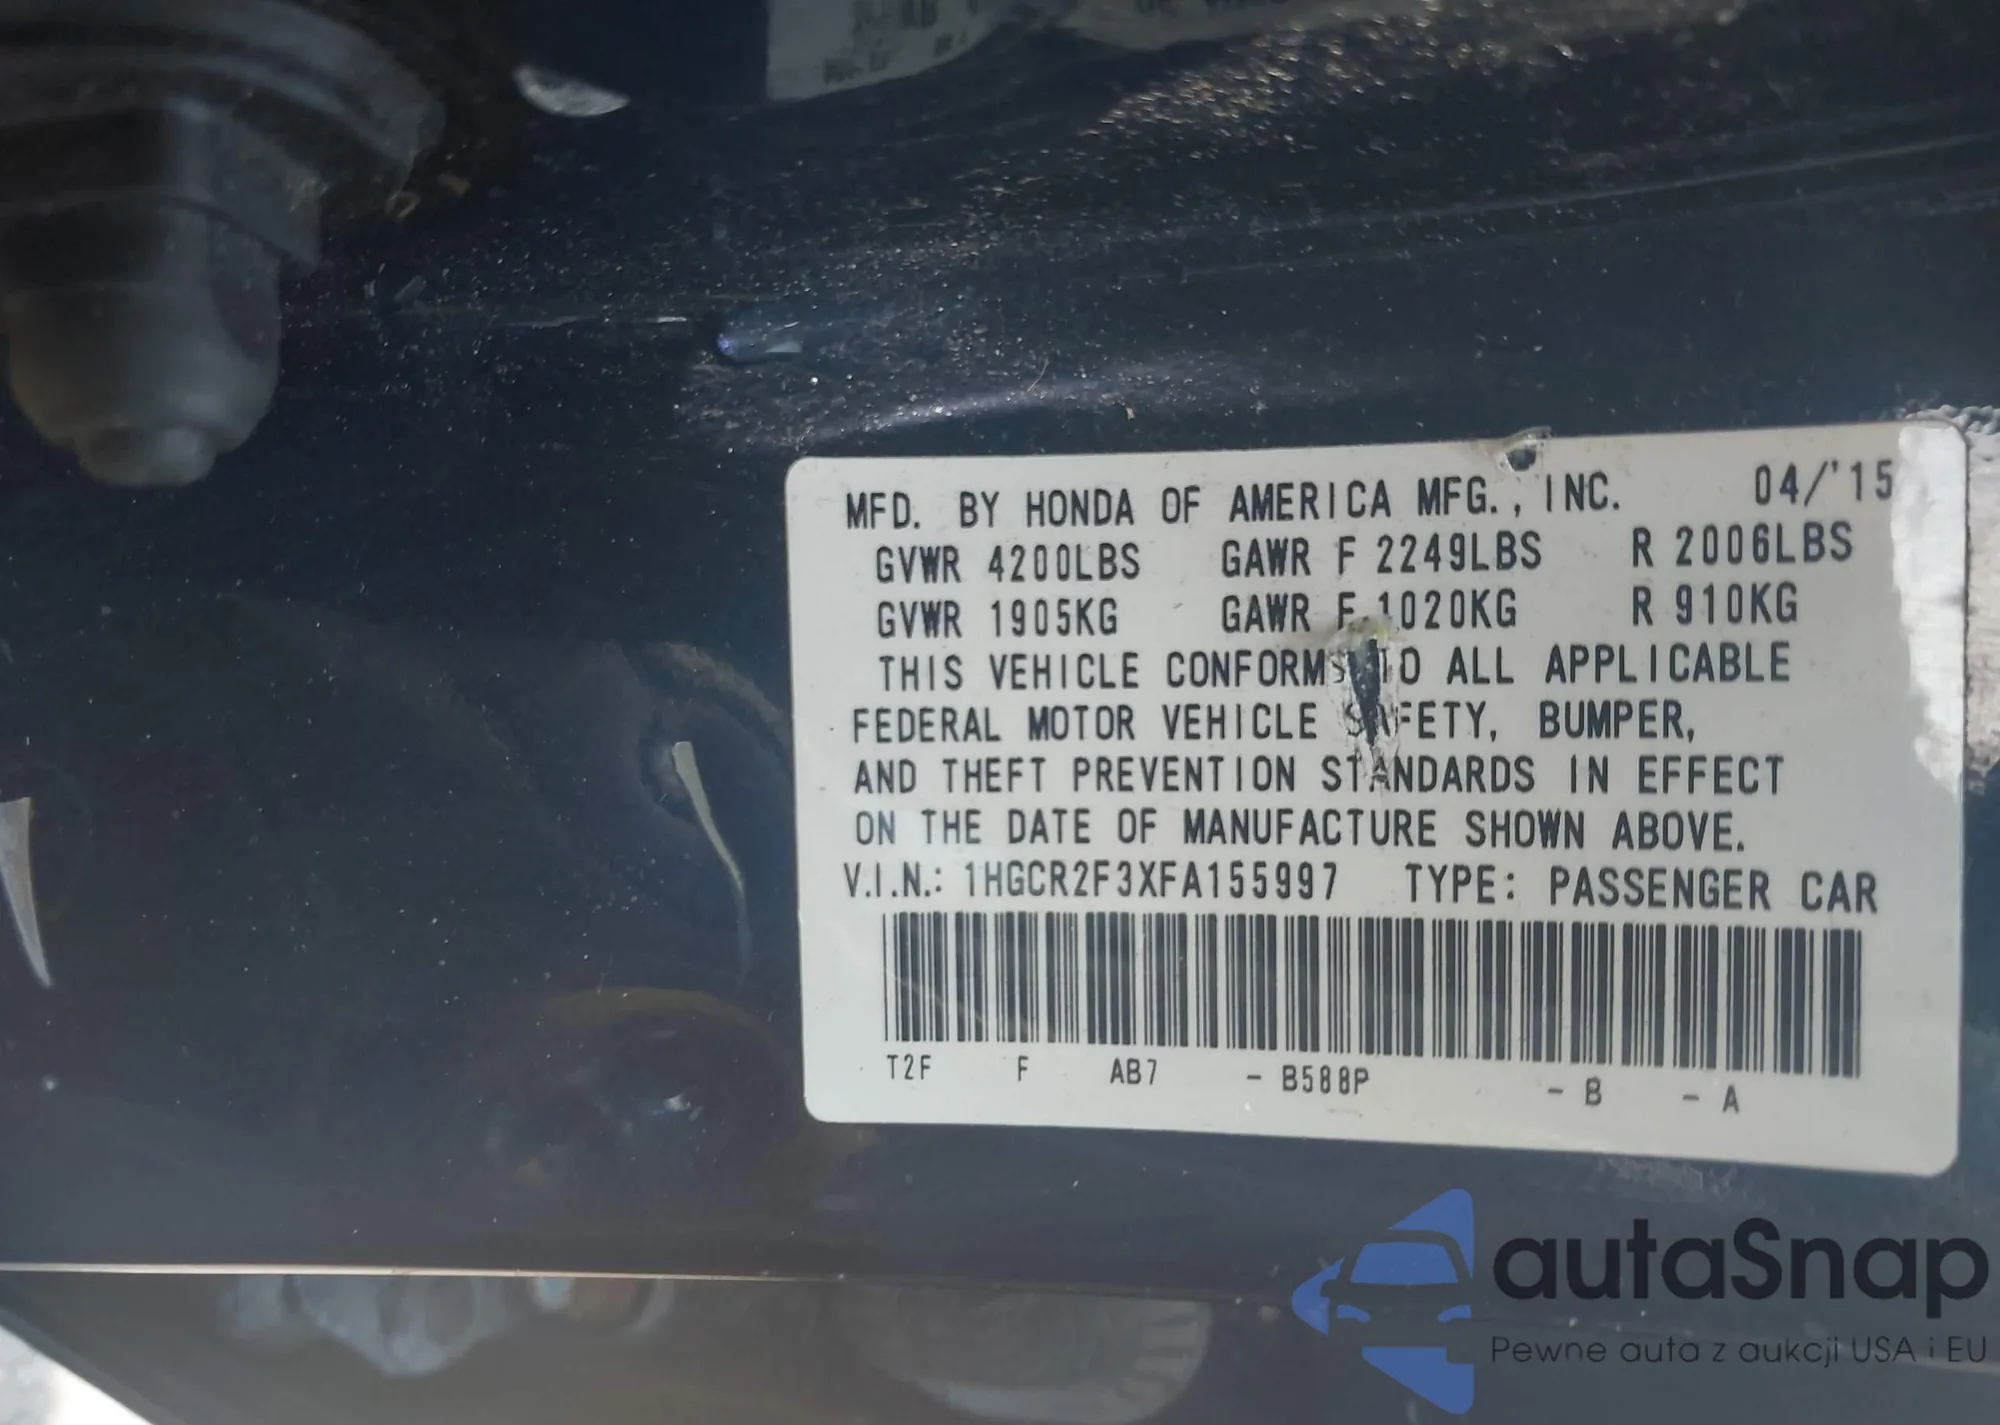 MFD. BY HONDA OF AMERICA MFG., INC. 04/'15
GVWR 4200LBS GAWR F 2249LBS R 2006LBS
GVWR 1905KG GAWR F 1020KG R 910KG
THIS VEHICLE CONFORMS TO ALL APPLICABLE
FEDERAL MOTOR VEHICLE SAFETY, BUMPER,
AND THEFT PREVENTION STANDARDS IN EFFECT
ON THE DATE OF MANUFACTURE SHOWN ABOVE.
V.I.N.: 1HGCR2F3XFA155997 TYPE: PASSENGER CAR
T2F F AB7 - B588P - B - A
autaSnap
Pewne auta z aukcji USA i EU